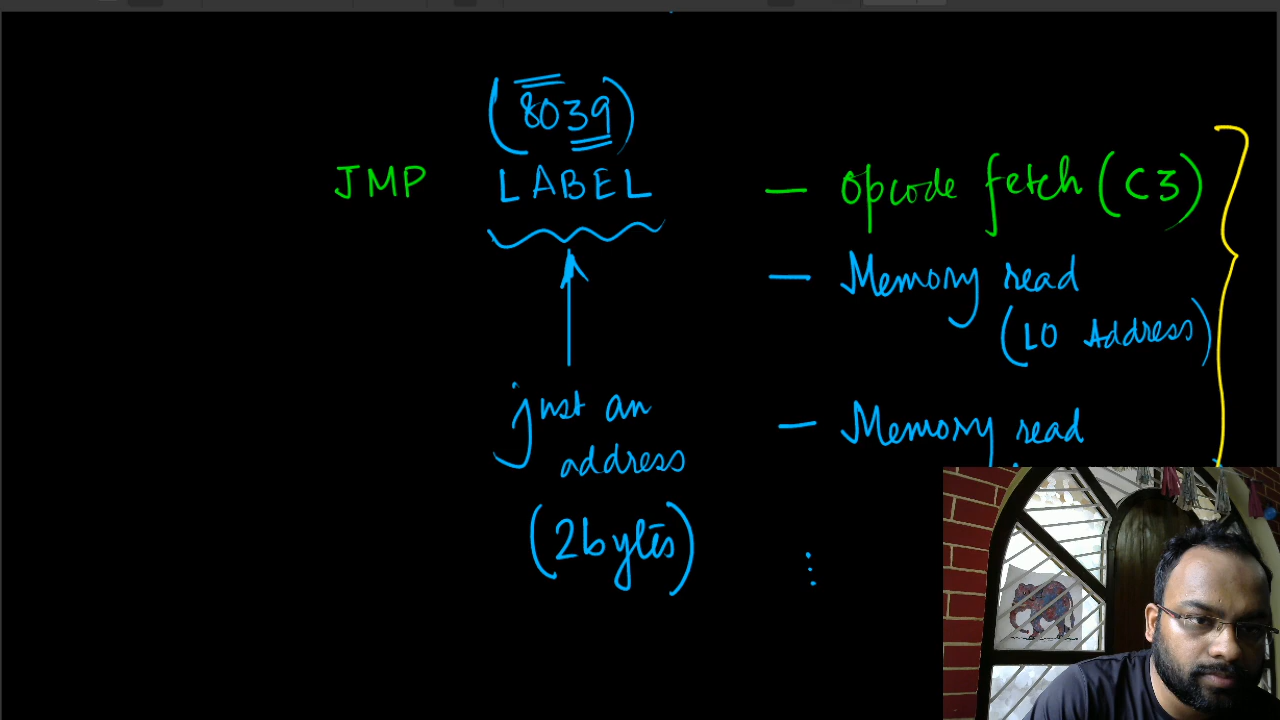 (8039)
JMP LABEL — Opcode fetch (C3)
— Memory read
(LO Address)
just an
address
— Memory read
(2bytes)